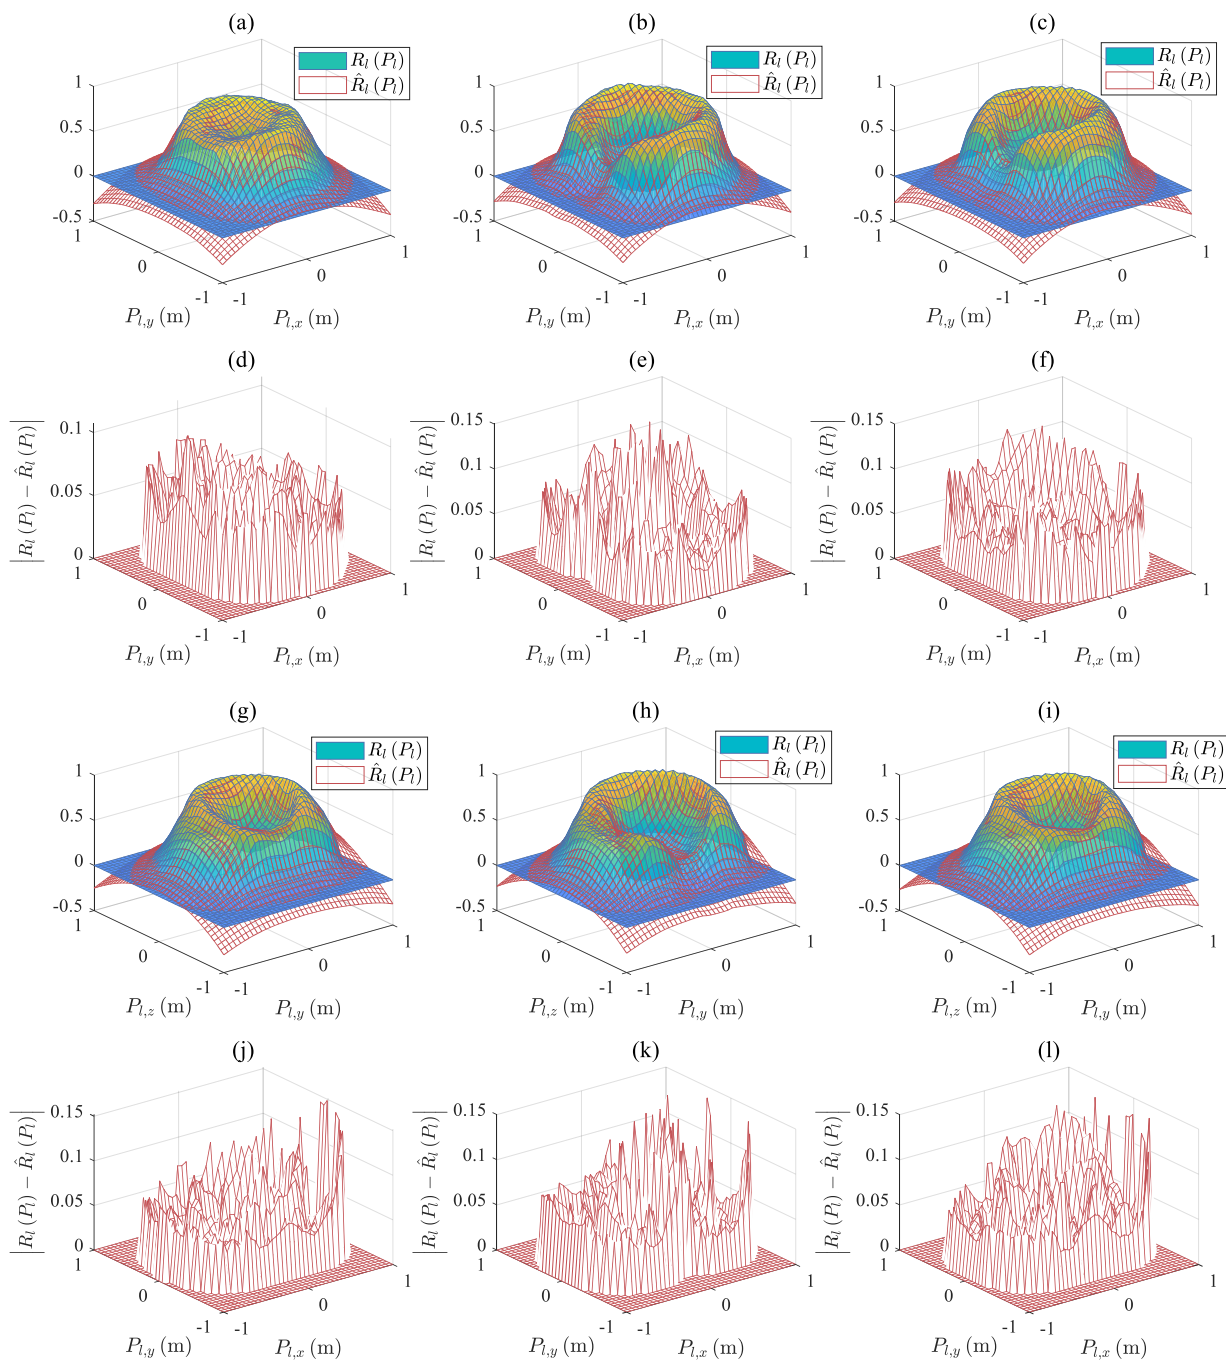 (a) (b) (c)
R_l (P_l) R_l (P_l) R_l (P_l)
R̂_l (P_l) R̂_l (P_l) R̂_l (P_l)
1 1 1
0.5 0.5 0.5
0 0 0
-0.5 -0.5 -0.5
1 1 1 1 1 1
0 0 0 0 0 0
-1 -1 -1 -1 -1 -1
P_{l,y} (m) P_{l,x} (m) P_{l,y} (m) P_{l,x} (m) P_{l,y} (m) P_{l,x} (m)
(d) (e) (f)
|R_l (P_l) − R̂_l (P_l)| |R_l (P_l) − R̂_l (P_l)| |R_l (P_l) − R̂_l (P_l)|
0.15 0.15
0.1 0.1 0.1
0.05 0.05 0.05
0 0 0
1 1 1 1 1 1
0 0 0 0 0 0
-1 -1 -1 -1 -1 -1
P_{l,y} (m) P_{l,x} (m) P_{l,y} (m) P_{l,x} (m) P_{l,y} (m) P_{l,x} (m)
(g) (h) (i)
R_l (P_l) R_l (P_l) R_l (P_l)
R̂_l (P_l) R̂_l (P_l) R̂_l (P_l)
1 1 1
0.5 0.5 0.5
0 0 0
-0.5 -0.5 -0.5
1 1 1 1 1 1
0 0 0 0 0 0
-1 -1 -1 -1 -1 -1
P_{l,z} (m) P_{l,y} (m) P_{l,z} (m) P_{l,y} (m) P_{l,z} (m) P_{l,y} (m)
(j) (k) (l)
|R_l (P_l) − R̂_l (P_l)| |R_l (P_l) − R̂_l (P_l)| |R_l (P_l) − R̂_l (P_l)|
0.15 0.15 0.15
0.1 0.1 0.1
0.05 0.05 0.05
0 0 0
1 1 1 1 1 1
0 0 0 0 0 0
-1 -1 -1 -1 -1 -1
P_{l,y} (m) P_{l,x} (m) P_{l,y} (m) P_{l,x} (m) P_{l,y} (m) P_{l,x} (m)